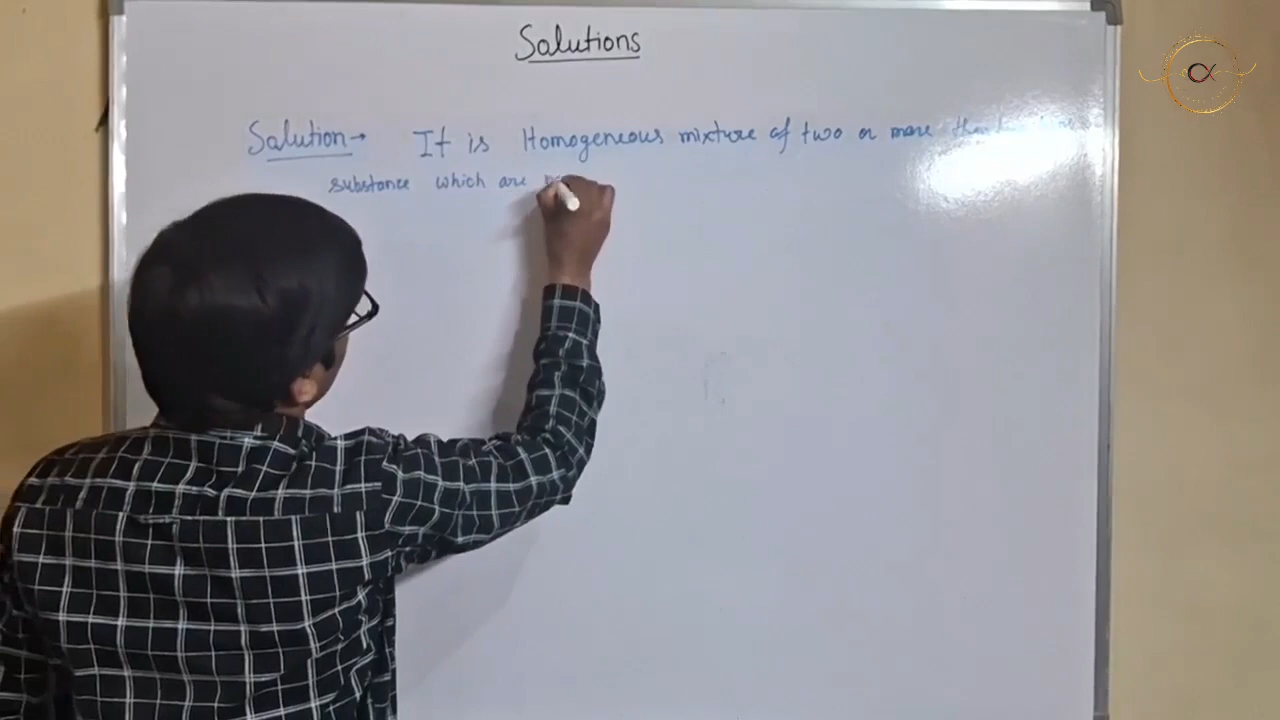 Solutions
Solution → It is Homogeneous mixture of two or more than
substance which are